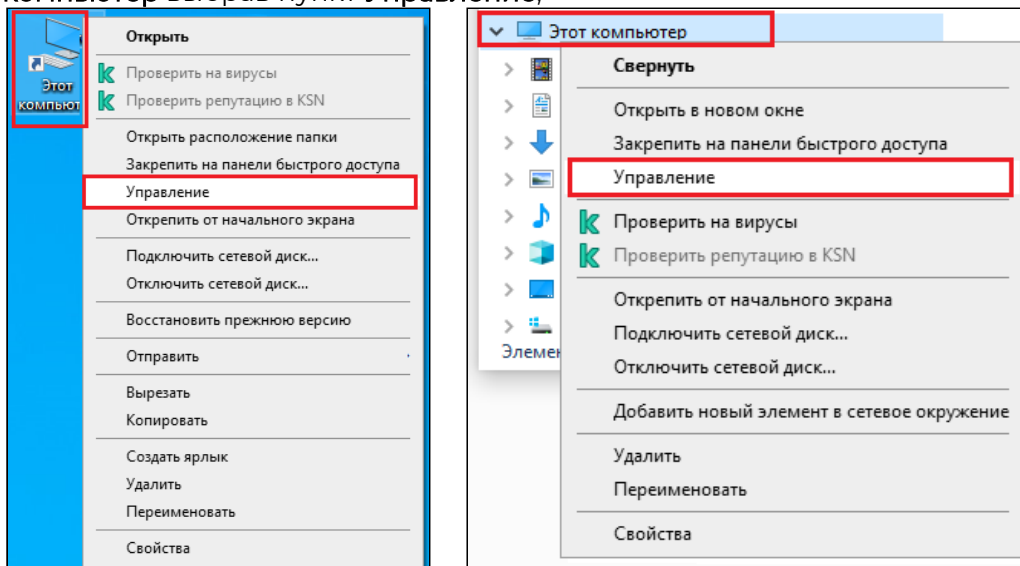 компьютер выбрав пункт Управление,
Этот
компьют
Открыть
Проверить на вирусы
Проверить репутацию в KSN
Открыть расположение папки
Закрепить на панели быстрого доступа
Управление
Открепить от начального экрана
Подключить сетевой диск...
Отключить сетевой диск...
Восстановить прежнюю версию
Отправить
Вырезать
Копировать
Создать ярлык
Удалить
Переименовать
Свойства
Этот компьютер
Элемен
Свернуть
Открыть в новом окне
Закрепить на панели быстрого доступа
Управление
Проверить на вирусы
Проверить репутацию в KSN
Открепить от начального экрана
Подключить сетевой диск...
Отключить сетевой диск...
Добавить новый элемент в сетевое окружение
Удалить
Переименовать
Свойства